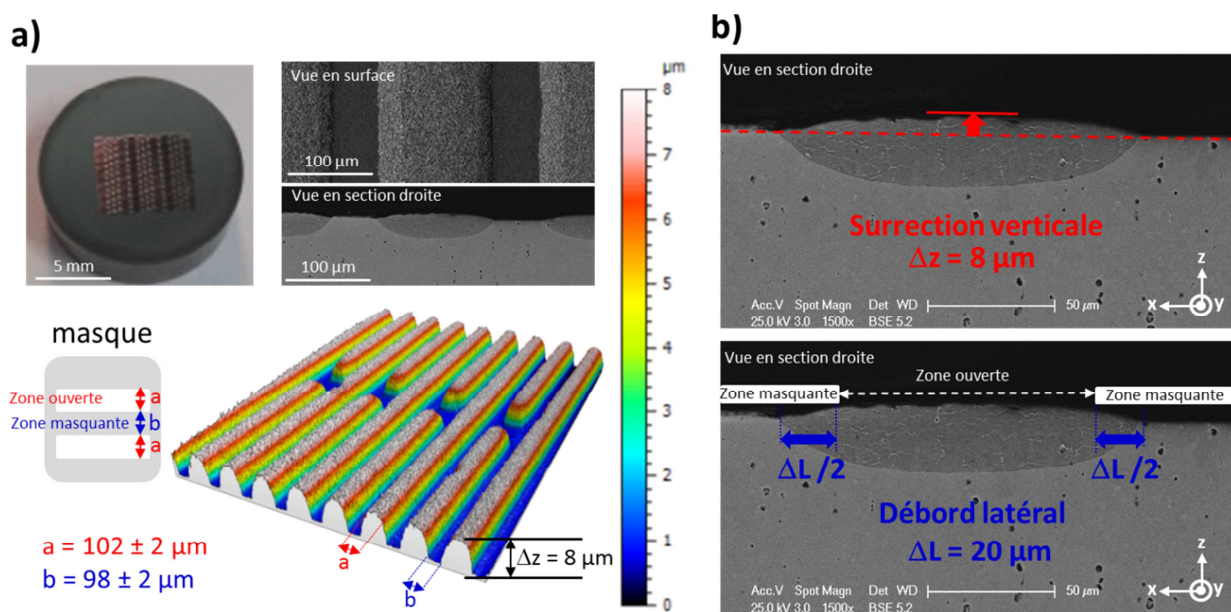 a)
5 mm
Vue en surface
100 µm
Vue en section droite
100 µm
µm
8
7
6
5
4
3
2
1
0
masque
Zone ouverte
a
Zone masquante
b
a
a = 102 ± 2 µm
b = 98 ± 2 µm
a
b
Δz = 8 µm
b)
Vue en section droite
Surrection verticale
Δz = 8 µm
Acc.V Spot Magn Det WD 50 µm
25.0 kV 3.0 1500x BSE 5.2
z
x
y
Vue en section droite
Zone ouverte
Zone masquante
Zone masquante
ΔL /2
ΔL /2
Débord latéral
ΔL = 20 µm
Acc.V Spot Magn Det WD 50 µm
25.0 kV 3.0 1500x BSE 5.2
z
x
y